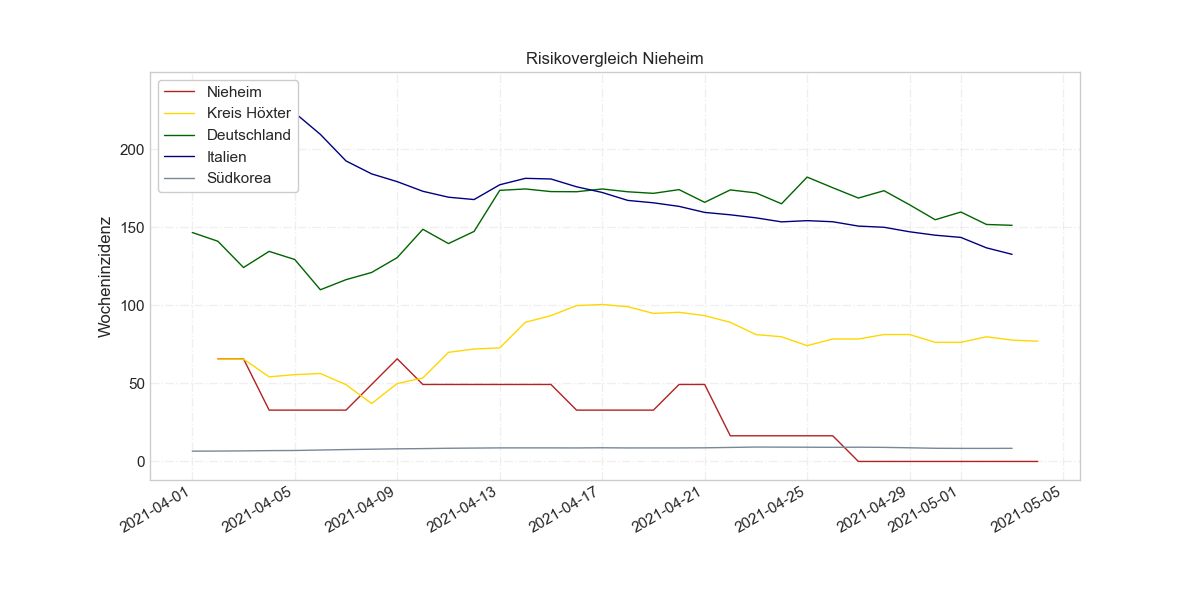 Risikovergleich Nieheim
Nieheim
Kreis Höxter
Deutschland
Italien
Südkorea
Wocheninzidenz
200
150
100
50
0
2021-04-01
2021-04-05
2021-04-09
2021-04-13
2021-04-17
2021-04-21
2021-04-25
2021-04-29
2021-05-01
2021-05-05